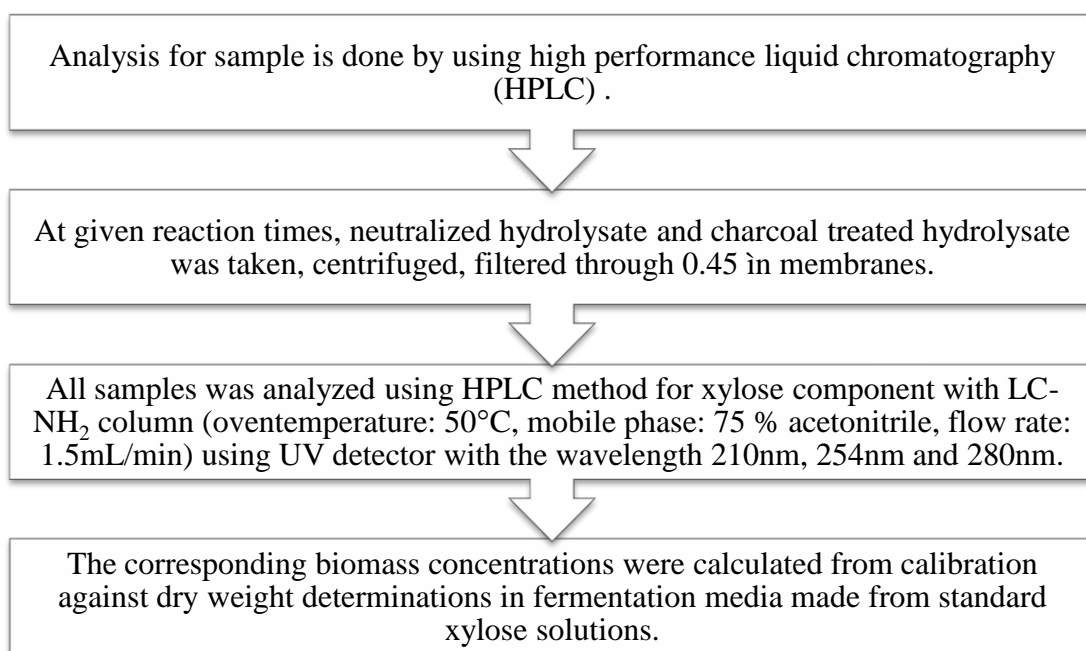 Analysis for sample is done by using high performance liquid chromatography
(HPLC) .
At given reaction times, neutralized hydrolysate and charcoal treated hydrolysate
was taken, centrifuged, filtered through 0.45 ìn membranes.
All samples was analyzed using HPLC method for xylose component with LC-
NH₂ column (oventemperature: 50°C, mobile phase: 75 % acetonitrile, flow rate:
1.5mL/min) using UV detector with the wavelength 210nm, 254nm and 280nm.
The corresponding biomass concentrations were calculated from calibration
against dry weight determinations in fermentation media made from standard
xylose solutions.